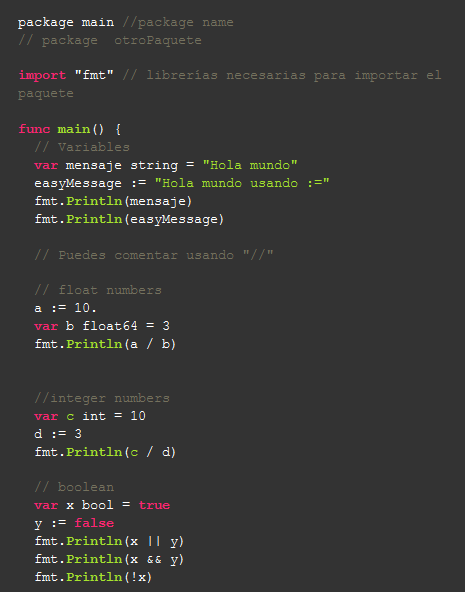 package main //package name
// package  otroPaquete
import "fmt" // librerías necesarias para importar el
paquete
func main() {
// Variables
var mensaje string = "Hola mundo"
easyMessage := "Hola mundo usando :="
fmt.Println(mensaje)
fmt.Println(easyMessage)
// Puedes comentar usando "//"
// float numbers
a := 10.
var b float64 = 3
fmt.Println(a / b)
//integer numbers
var c int = 10
d := 3
fmt.Println(c / d)
// boolean
var x bool = true
y := false
fmt.Println(x || y)
fmt.Println(x && y)
fmt.Println(!x)